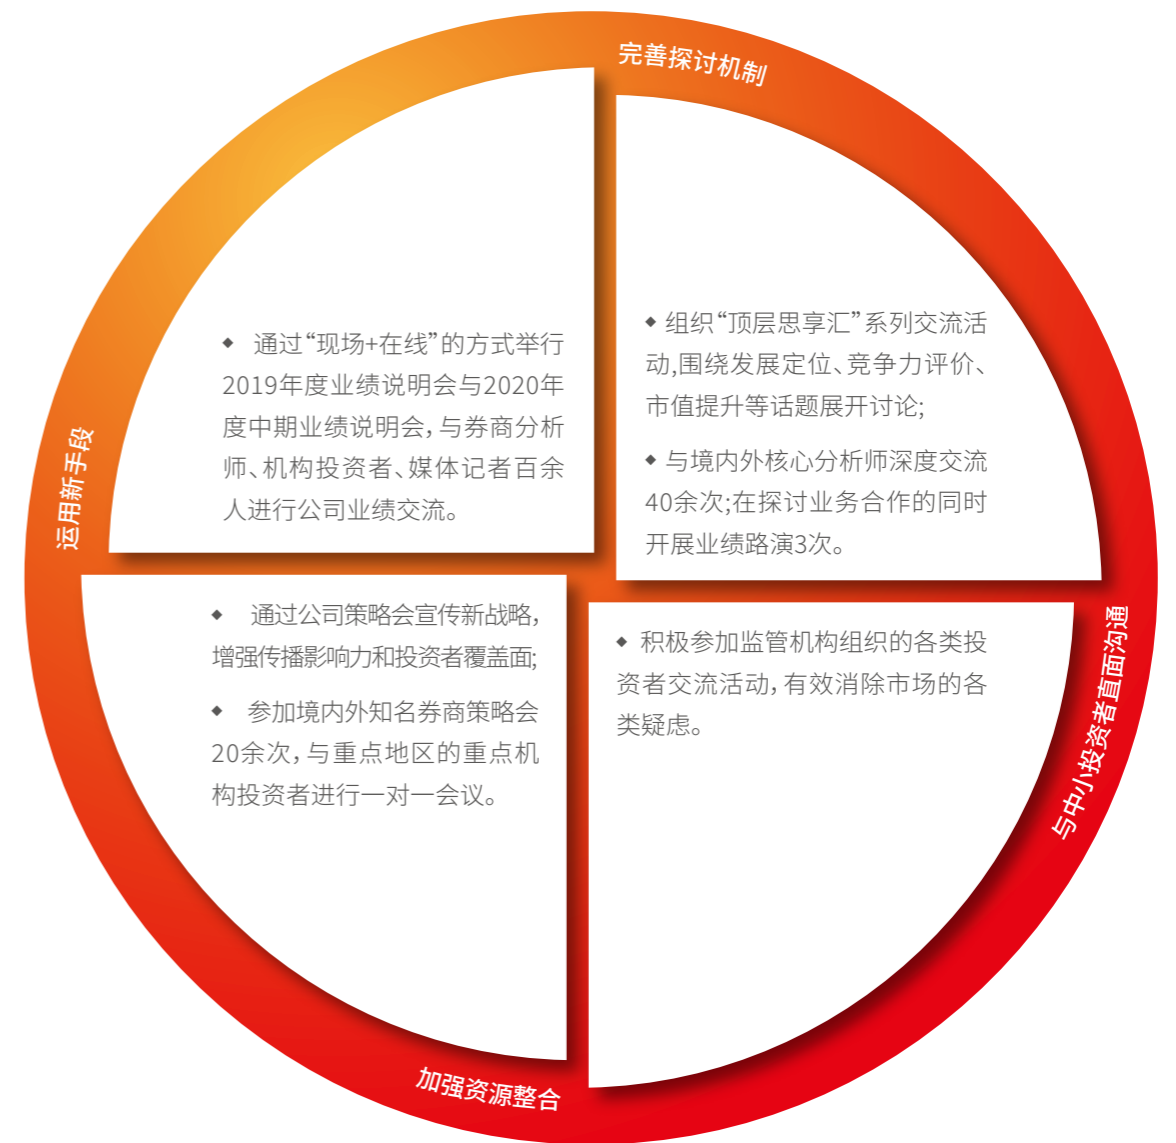 完善探讨机制
运用新手段
◆ 通过“现场+在线”的方式举行
2019年度业绩说明会与2020年
度中期业绩说明会,与券商分析
师、机构投资者、媒体记者百余
人进行公司业绩交流。
◆ 组织“顶层思享汇”系列交流活
动,围绕发展定位、竞争力评价、
市值提升等话题展开讨论;
◆ 与境内外核心分析师深度交流
40余次;在探讨业务合作的同时
开展业绩路演3次。
◆ 通过公司策略会宣传新战略,
增强传播影响力和投资者覆盖面;
◆ 参加境内外知名券商策略会
20余次,与重点地区的重点机
构投资者进行一对一会议。
加强资源整合
◆ 积极参加监管机构组织的各类投
资者交流活动,有效消除市场的各
类疑虑。
与中小投资者直面沟通